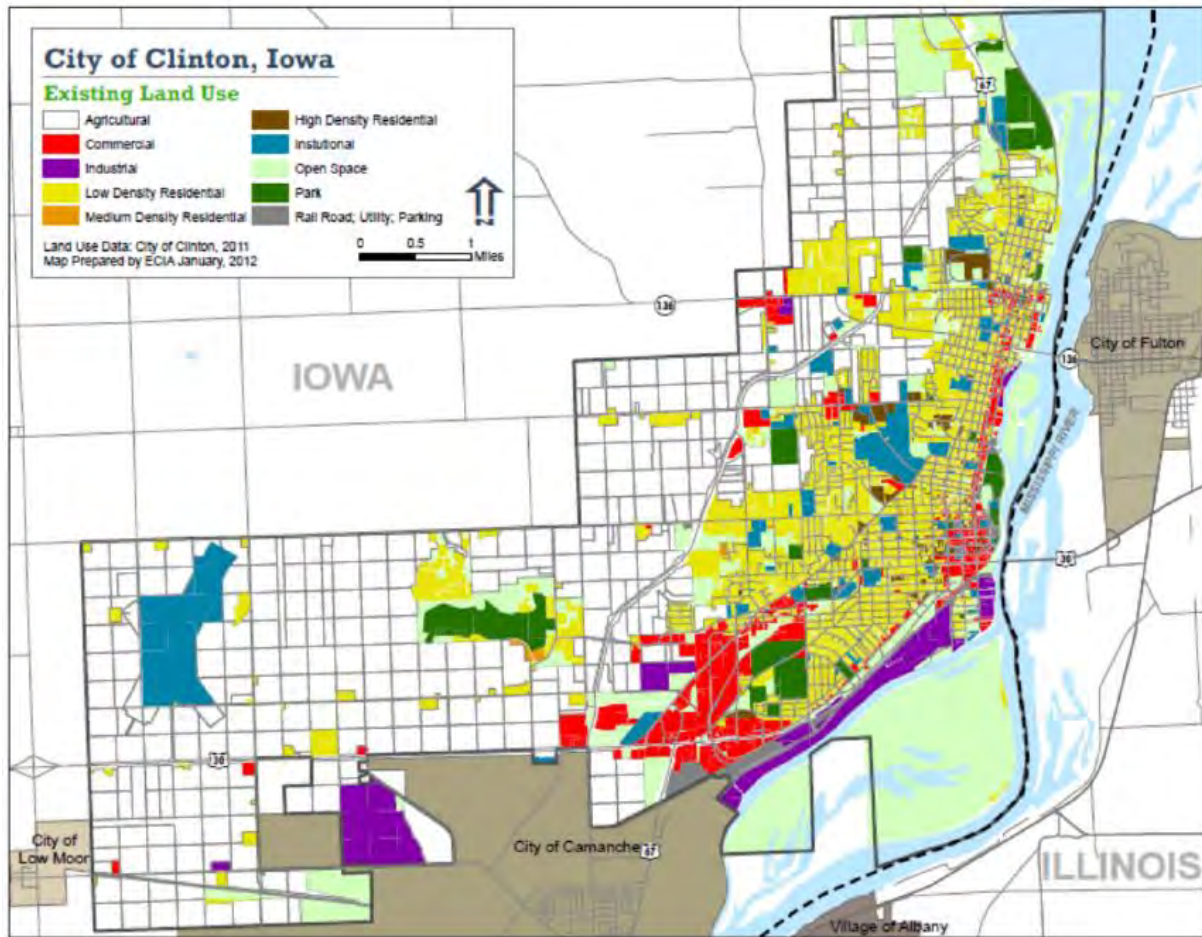 City of Clinton, Iowa
Existing Land Use
Agricultural
Commercial
Industrial
Low Density Residential
Medium Density Residential
High Density Residential
Instutional
Open Space
Park
Rail Road; Utility; Parking
N
Land Use Data: City of Clinton, 2011
Map Prepared by ECIA January, 2012
0 0.5 1
Miles
67
136
IOWA
City of Fulton
136
MISSISSIPPI RIVER
30
30
City of
Low Moor
City of Camanche
67
ILLINOIS
Village of Albany